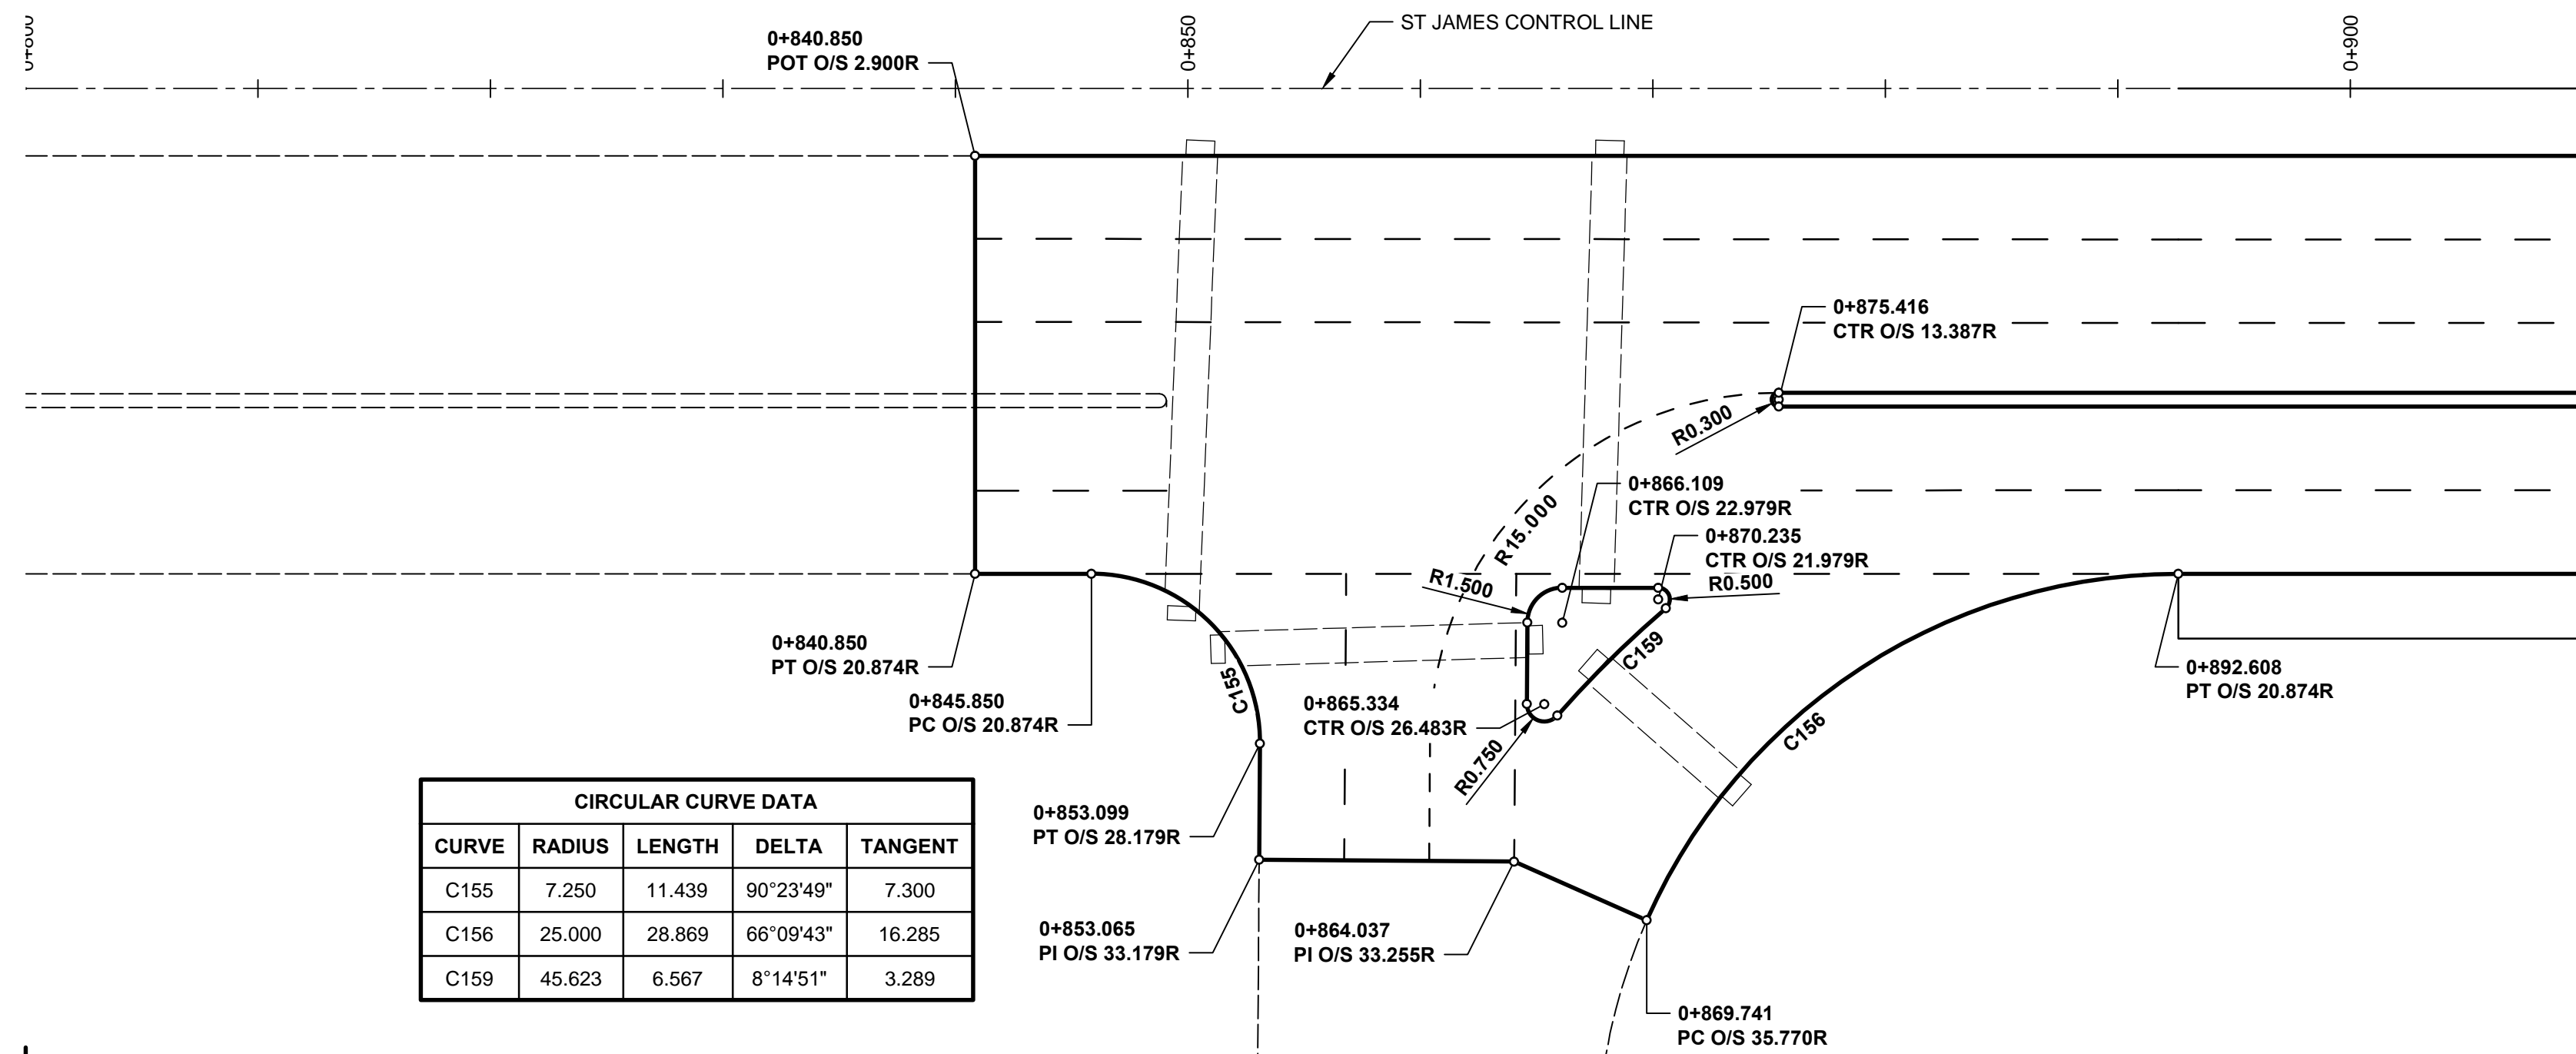 0+850
ST JAMES CONTROL LINE
0+900
0+840.850
POT O/S 2.900R
0+875.416
CTR O/S 13.387R
R0.300
0+866.109
CTR O/S 22.979R
R15.000
0+870.235
CTR O/S 21.979R
R1.500
R0.500
0+840.850
PT O/S 20.874R
0+845.850
PC O/S 20.874R
C155
C159
0+865.334
CTR O/S 26.483R
R0.750
C156
0+892.608
PT O/S 20.874R
CIRCULAR CURVE DATA
CURVE RADIUS LENGTH DELTA TANGENT
C155 7.250 11.439 90°23'49" 7.300
C156 25.000 28.869 66°09'43" 16.285
C159 45.623 6.567 8°14'51" 3.289
0+853.099
PT O/S 28.179R
0+853.065
PI O/S 33.179R
0+864.037
PI O/S 33.255R
0+869.741
PC O/S 35.770R